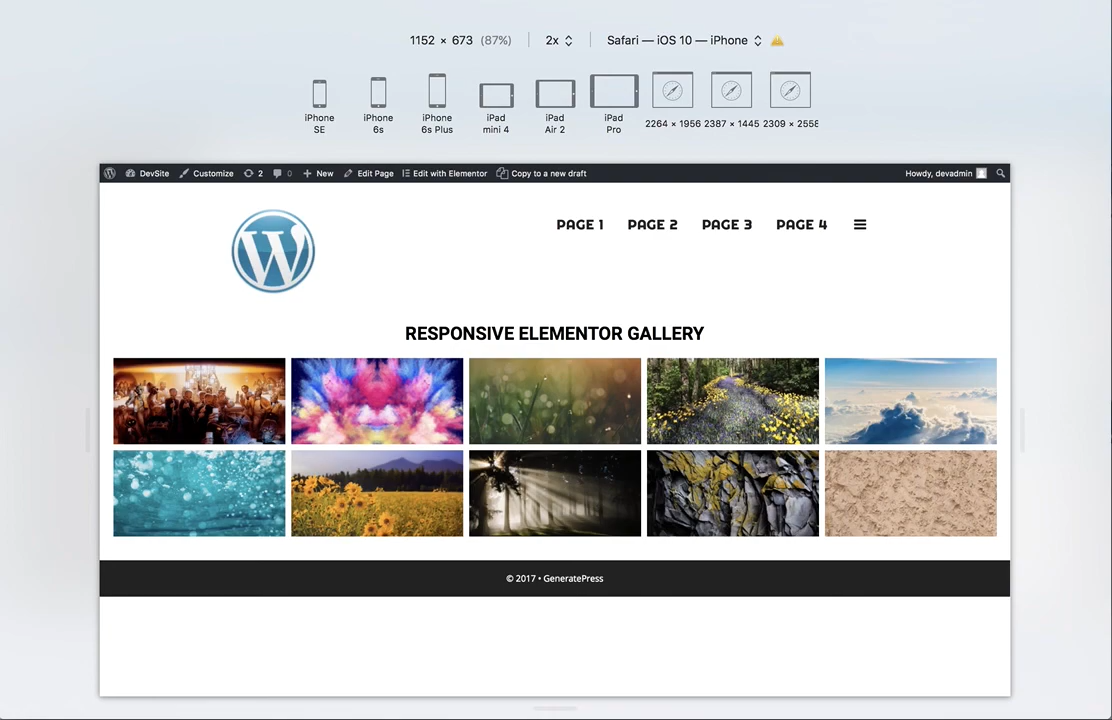 1152 × 673 (87%) 2x Safari — iOS 10 — iPhone
iPhone SE
iPhone 6s
iPhone 6s Plus
iPad mini 4
iPad Air 2
iPad Pro
2264 × 1956
2387 × 1445
2309 × 2558
DevSite Customize 2 0 New Edit Page Edit with Elementor Copy to a new draft Howdy, devadmin
W
PAGE 1 PAGE 2 PAGE 3 PAGE 4
RESPONSIVE ELEMENTOR GALLERY
© 2017 • GeneratePress